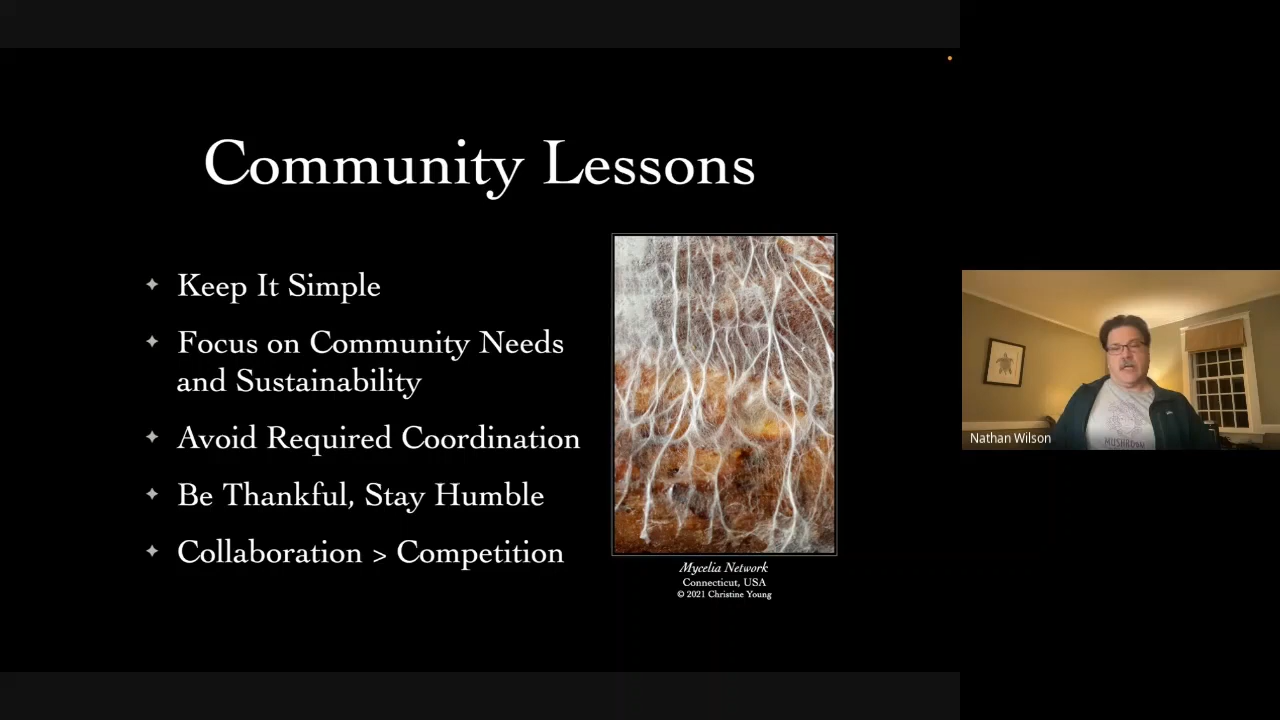 Community Lessons
Keep It Simple
Focus on Community Needs
and Sustainability
Avoid Required Coordination
Be Thankful, Stay Humble
Collaboration > Competition
Mycelia Network
Connecticut, USA
© 2021 Christine Young
Nathan Wilson
MUSHROOM